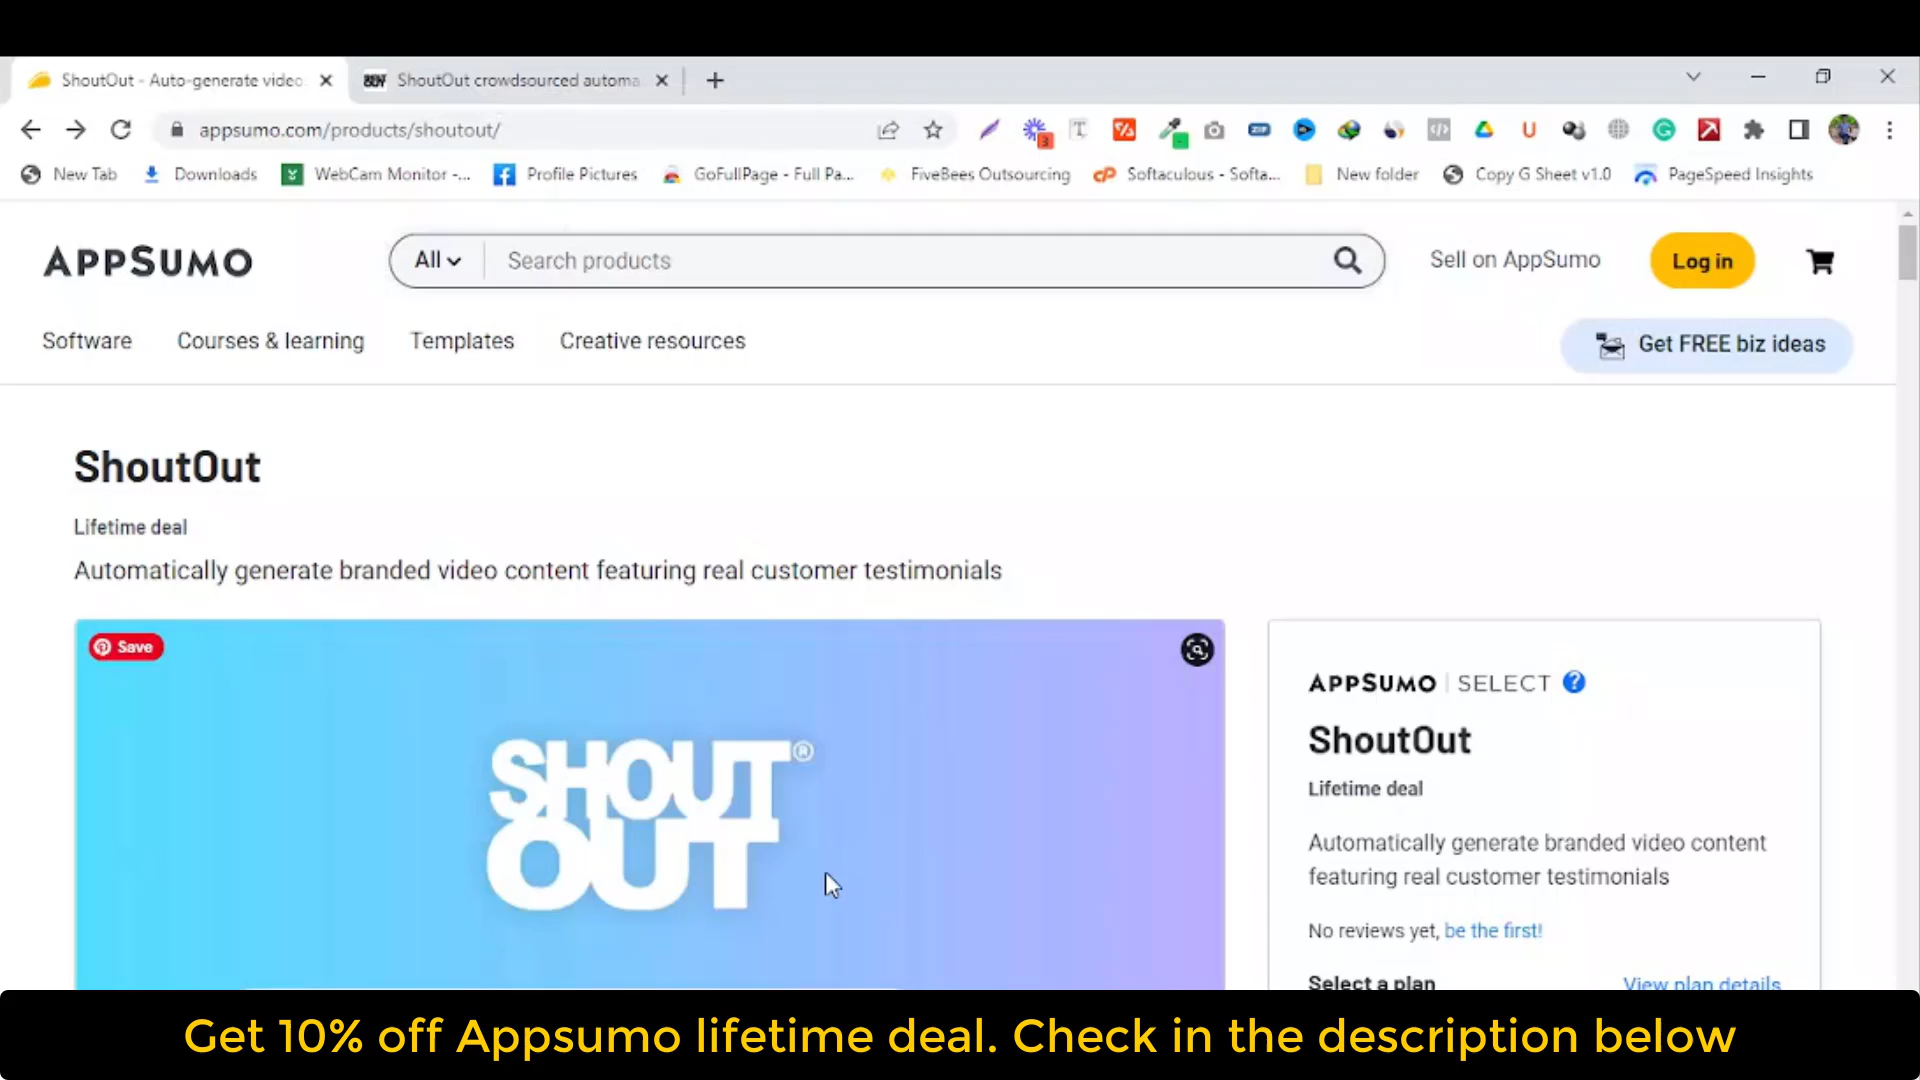 ShoutOut - Auto-generate video
ShoutOut crowdsourced automa
appsumo.com/products/shoutout/
3
New Tab
Downloads
WebCam Monitor -...
Profile Pictures
GoFullPage - Full Pa...
FiveBees Outsourcing
Softaculous - Softa...
New folder
Copy G Sheet v1.0
PageSpeed Insights
APPSUMO
All
Search products
Sell on AppSumo
Log in
Software
Courses & learning
Templates
Creative resources
Get FREE biz ideas
ShoutOut
Lifetime deal
Automatically generate branded video content featuring real customer testimonials
Save
SHOUT®
OUT
APPSUMO | SELECT ?
ShoutOut
Lifetime deal
Automatically generate branded video content
featuring real customer testimonials
No reviews yet, be the first!
Select a plan
View plan details
Get 10% off Appsumo lifetime deal. Check in the description below